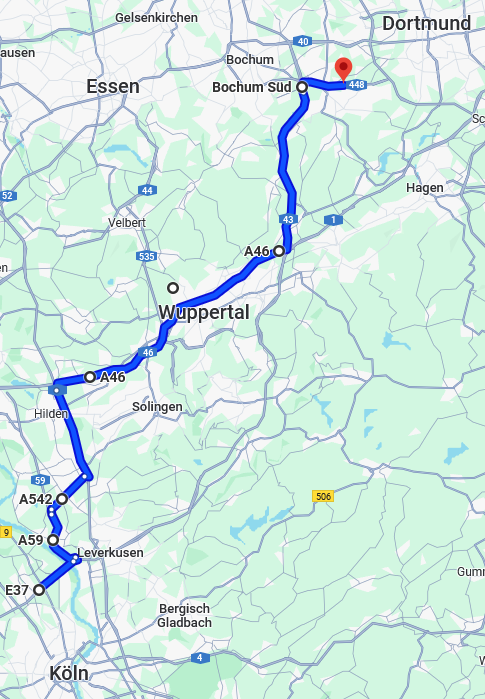 Gelsenkirchen
Dortmund
40
ausen
Bochum
Essen
Bochum Süd
448
Sc
52
44
Hagen
43
1
Velbert
A46
535
en
Wuppertal
46
A46
Hilden
Solingen
59
A542
506
9
A59
Leverkusen
E37
Gumm
Bergisch
Gladbach
4
Köln
W